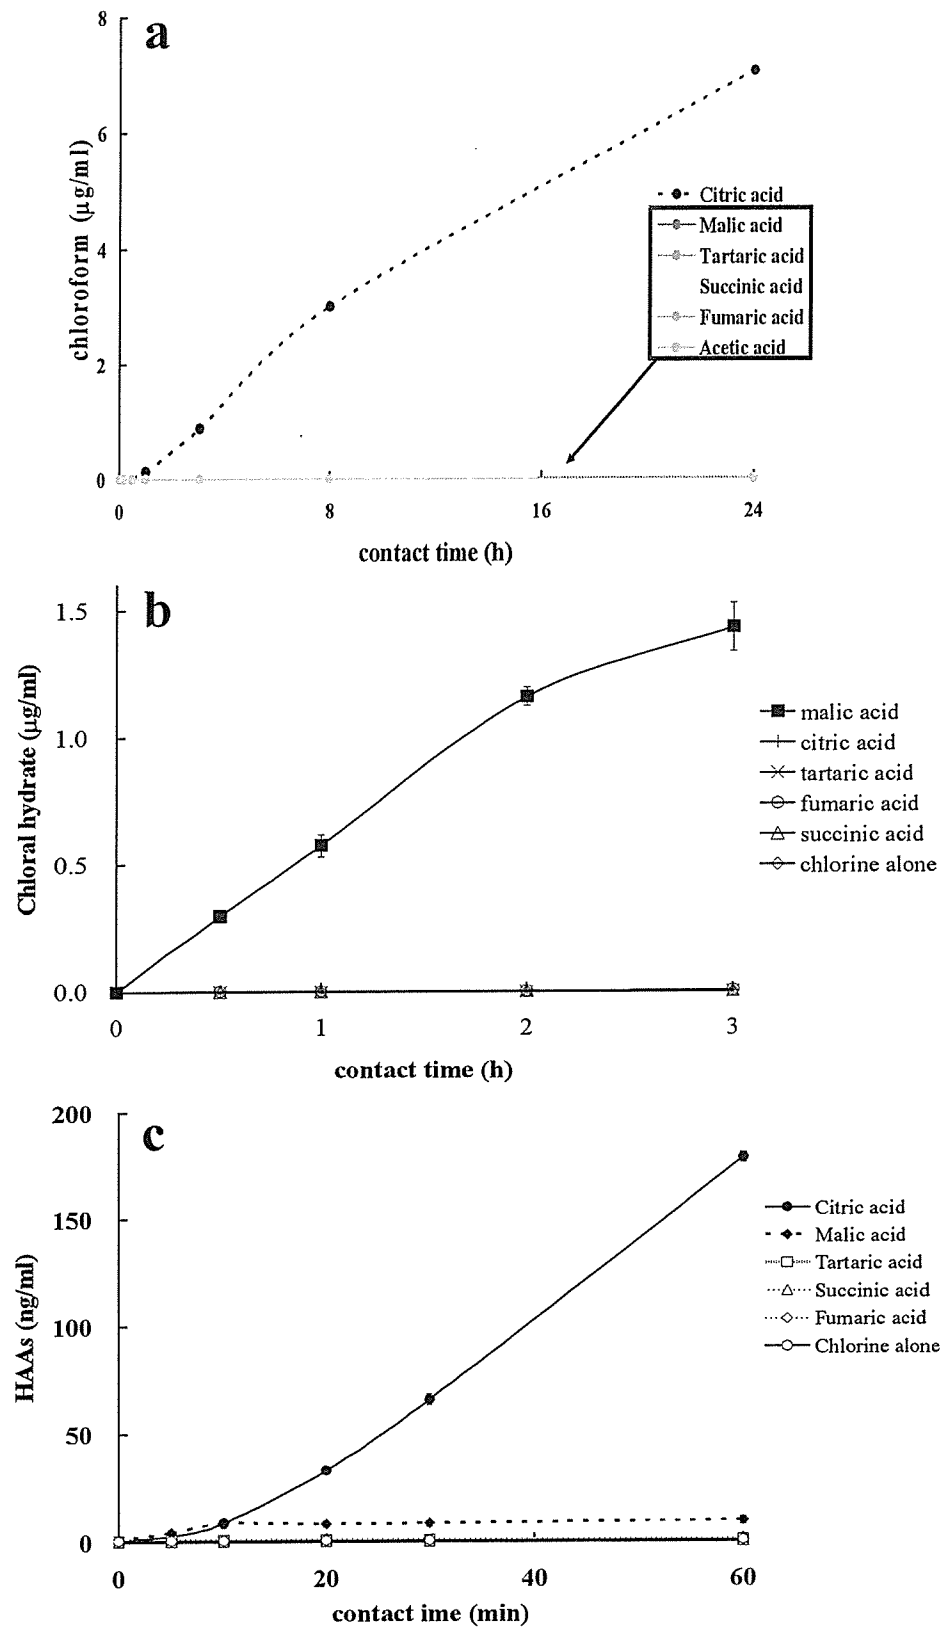 a
8
6
4
2
0
chloroform (μg/ml)
0 8 16 24
contact time (h)
Citric acid
Malic acid
Tartaric acid
Succinic acid
Fumaric acid
Acetic acid
b
1.5
1.0
0.5
0.0
Chloral hydrate (μg/ml)
0 1 2 3
contact time (h)
malic acid
citric acid
tartaric acid
fumaric acid
succinic acid
chlorine alone
c
200
150
100
50
0
HAAs (ng/ml)
0 20 40 60
contact ime (min)
Citric acid
Malic acid
Tartaric acid
Succinic acid
Fumaric acid
Chlorine alone